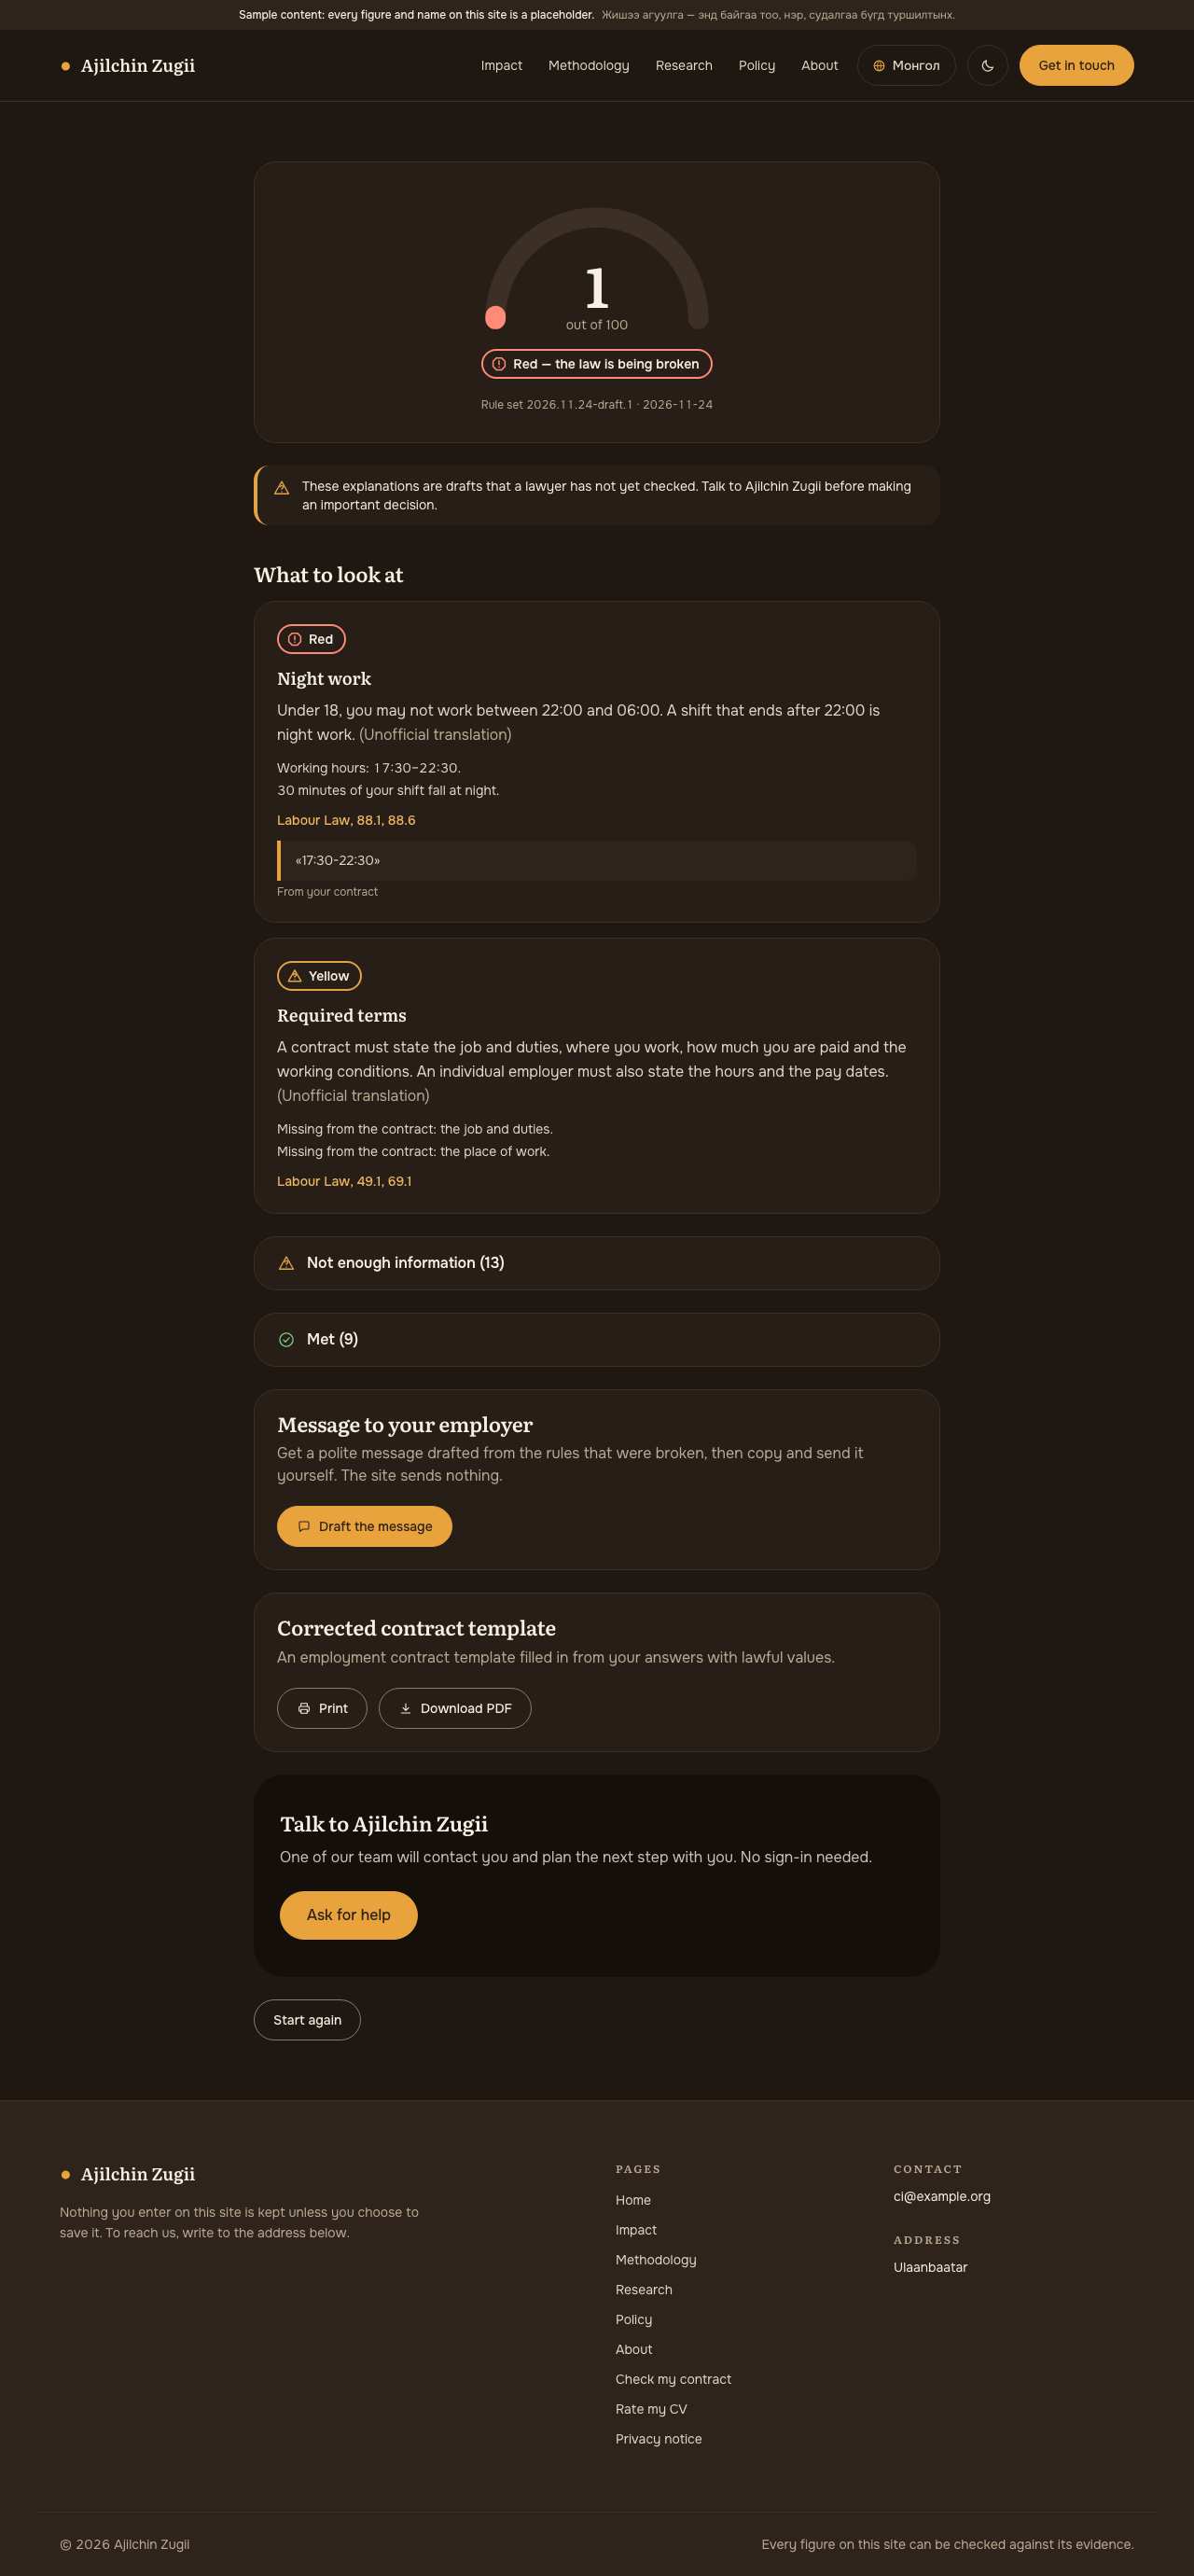 Sample content: every figure and name on this site is a placeholder. Жишээ агуулга — энд байгаа тоо, нэр, судалгаа бүгд туршилтынх.
Ajilchin Zugii
Impact Methodology Research Policy About Монгол Get in touch
1
out of 100
Red — the law is being broken
Rule set 2026.11.24-draft.1 · 2026-11-24
These explanations are drafts that a lawyer has not yet checked. Talk to Ajilchin Zugii before making
an important decision.
What to look at
Red
Night work
Under 18, you may not work between 22:00 and 06:00. A shift that ends after 22:00 is
night work. (Unofficial translation)
Working hours: 17:30–22:30.
30 minutes of your shift fall at night.
Labour Law, 88.1, 88.6
«17:30-22:30»
From your contract
Yellow
Required terms
A contract must state the job and duties, where you work, how much you are paid and the
working conditions. An individual employer must also state the hours and the pay dates.
(Unofficial translation)
Missing from the contract: the job and duties.
Missing from the contract: the place of work.
Labour Law, 49.1, 69.1
Not enough information (13)
Met (9)
Message to your employer
Get a polite message drafted from the rules that were broken, then copy and send it
yourself. The site sends nothing.
Draft the message
Corrected contract template
An employment contract template filled in from your answers with lawful values.
Print Download PDF
Talk to Ajilchin Zugii
One of our team will contact you and plan the next step with you. No sign-in needed.
Ask for help
Start again
Ajilchin Zugii
Nothing you enter on this site is kept unless you choose to
save it. To reach us, write to the address below.
PAGES
Home
Impact
Methodology
Research
Policy
About
Check my contract
Rate my CV
Privacy notice
CONTACT
ci@example.org
ADDRESS
Ulaanbaatar
© 2026 Ajilchin Zugii
Every figure on this site can be checked against its evidence.